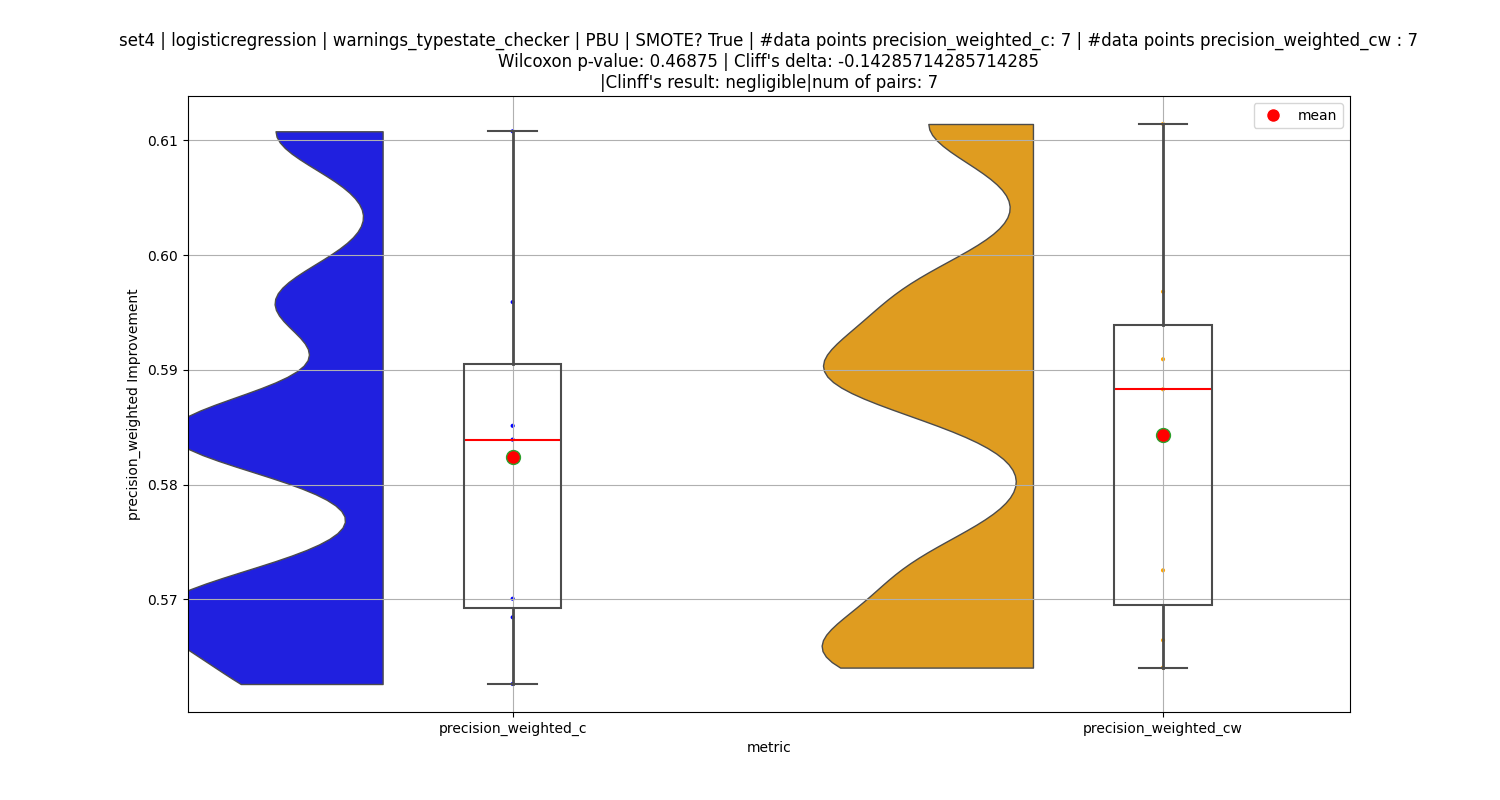 set4 | logisticregression | warnings_typestate_checker | PBU | SMOTE? True | #data points precision_weighted_c: 7 | #data points precision_weighted_cw : 7
Wilcoxon p-value: 0.46875 | Cliff's delta: -0.14285714285714285
|Clinff's result: negligible|num of pairs: 7
mean
0.61
0.60
0.59
0.58
0.57
precision_weighted Improvement
precision_weighted_c
precision_weighted_cw
metric